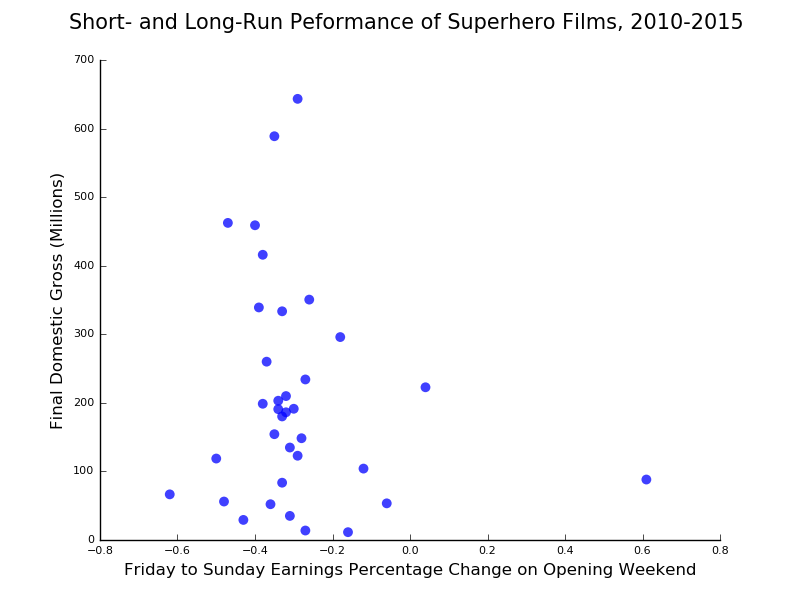 Short- and Long-Run Peformance of Superhero Films, 2010-2015
700
600
500
400
300
200
100
0
Final Domestic Gross (Millions)
−0.8 −0.6 −0.4 −0.2 0.0 0.2 0.4 0.6 0.8
Friday to Sunday Earnings Percentage Change on Opening Weekend